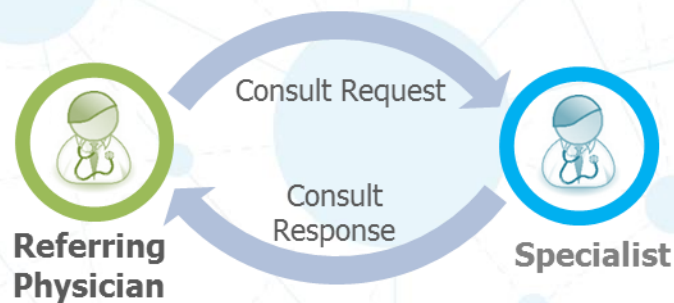 Consult Request
Consult
Response
Referring
Physician
Specialist